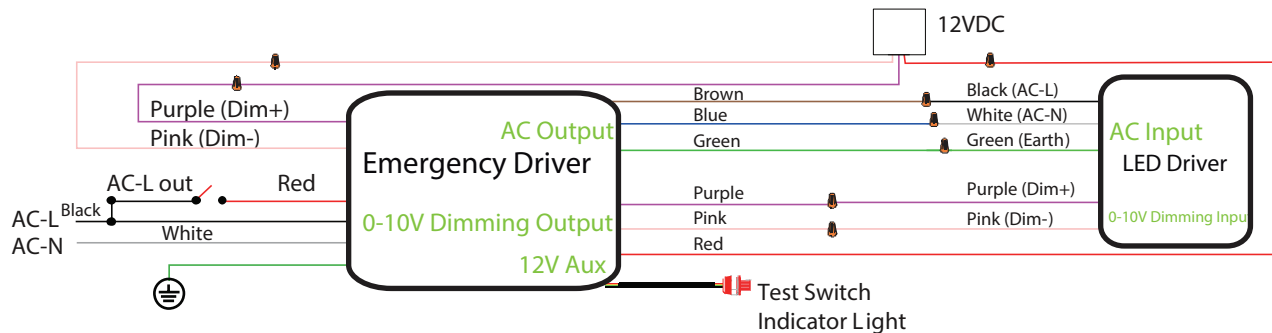 12VDC
Purple (Dim+)
Pink (Dim-)
AC-L out
Red
AC-L
Black
AC-N
White
AC Output
Emergency Driver
0-10V Dimming Output
12V Aux
Brown
Blue
Green
Purple
Pink
Red
Black (AC-L)
White (AC-N)
Green (Earth)
Purple (Dim+)
Pink (Dim-)
AC Input
LED Driver
0-10V Dimming Input
Test Switch
Indicator Light